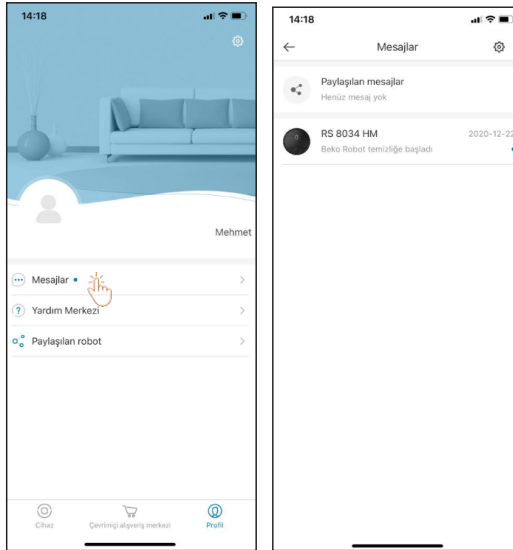 14:18
Mehmet
Mesajlar
Yardım Merkezi
Paylaşılan robot
Cihaz
Çevrimiçi alışveriş merkezi
Profil
14:18
Mesajlar
Paylaşılan mesajlar
Henüz mesaj yok
RS 8034 HM 2020-12-22
Beko Robot temizliğe başladı